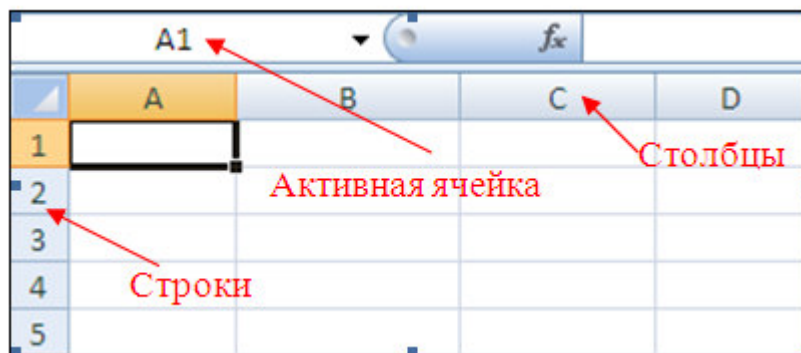 A1 fx
A B C D
1
Столбцы
2 Активная ячейка
3
4 Строки
5